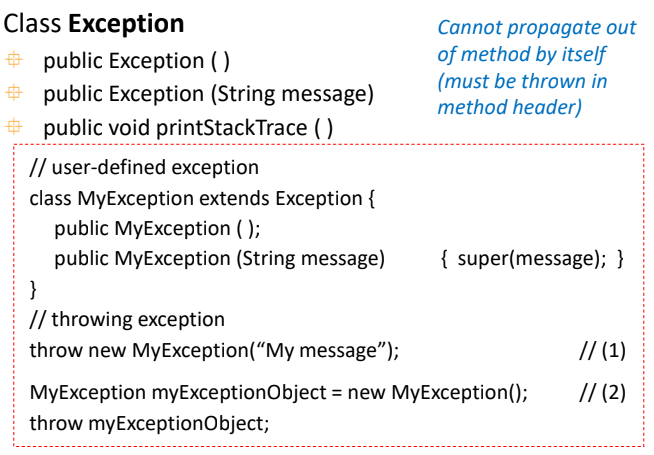 Class Exception
public Exception ( )
public Exception (String message)
public void printStackTrace ( )
Cannot propagate out
of method by itself
(must be thrown in
method header)
// user-defined exception
class MyException extends Exception {
public MyException ( );
public MyException (String message) { super(message); }
}
// throwing exception
throw new MyException(“My message”); // (1)
MyException myExceptionObject = new MyException(); // (2)
throw myExceptionObject;